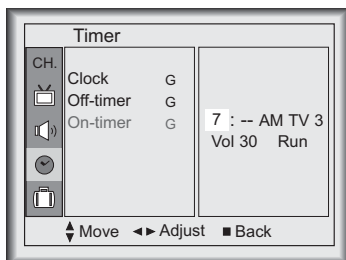 Timer
CH.
Clock G
Off-timer G
On-timer G
7 : -- AM TV 3
Vol 30 Run
Move Adjust Back